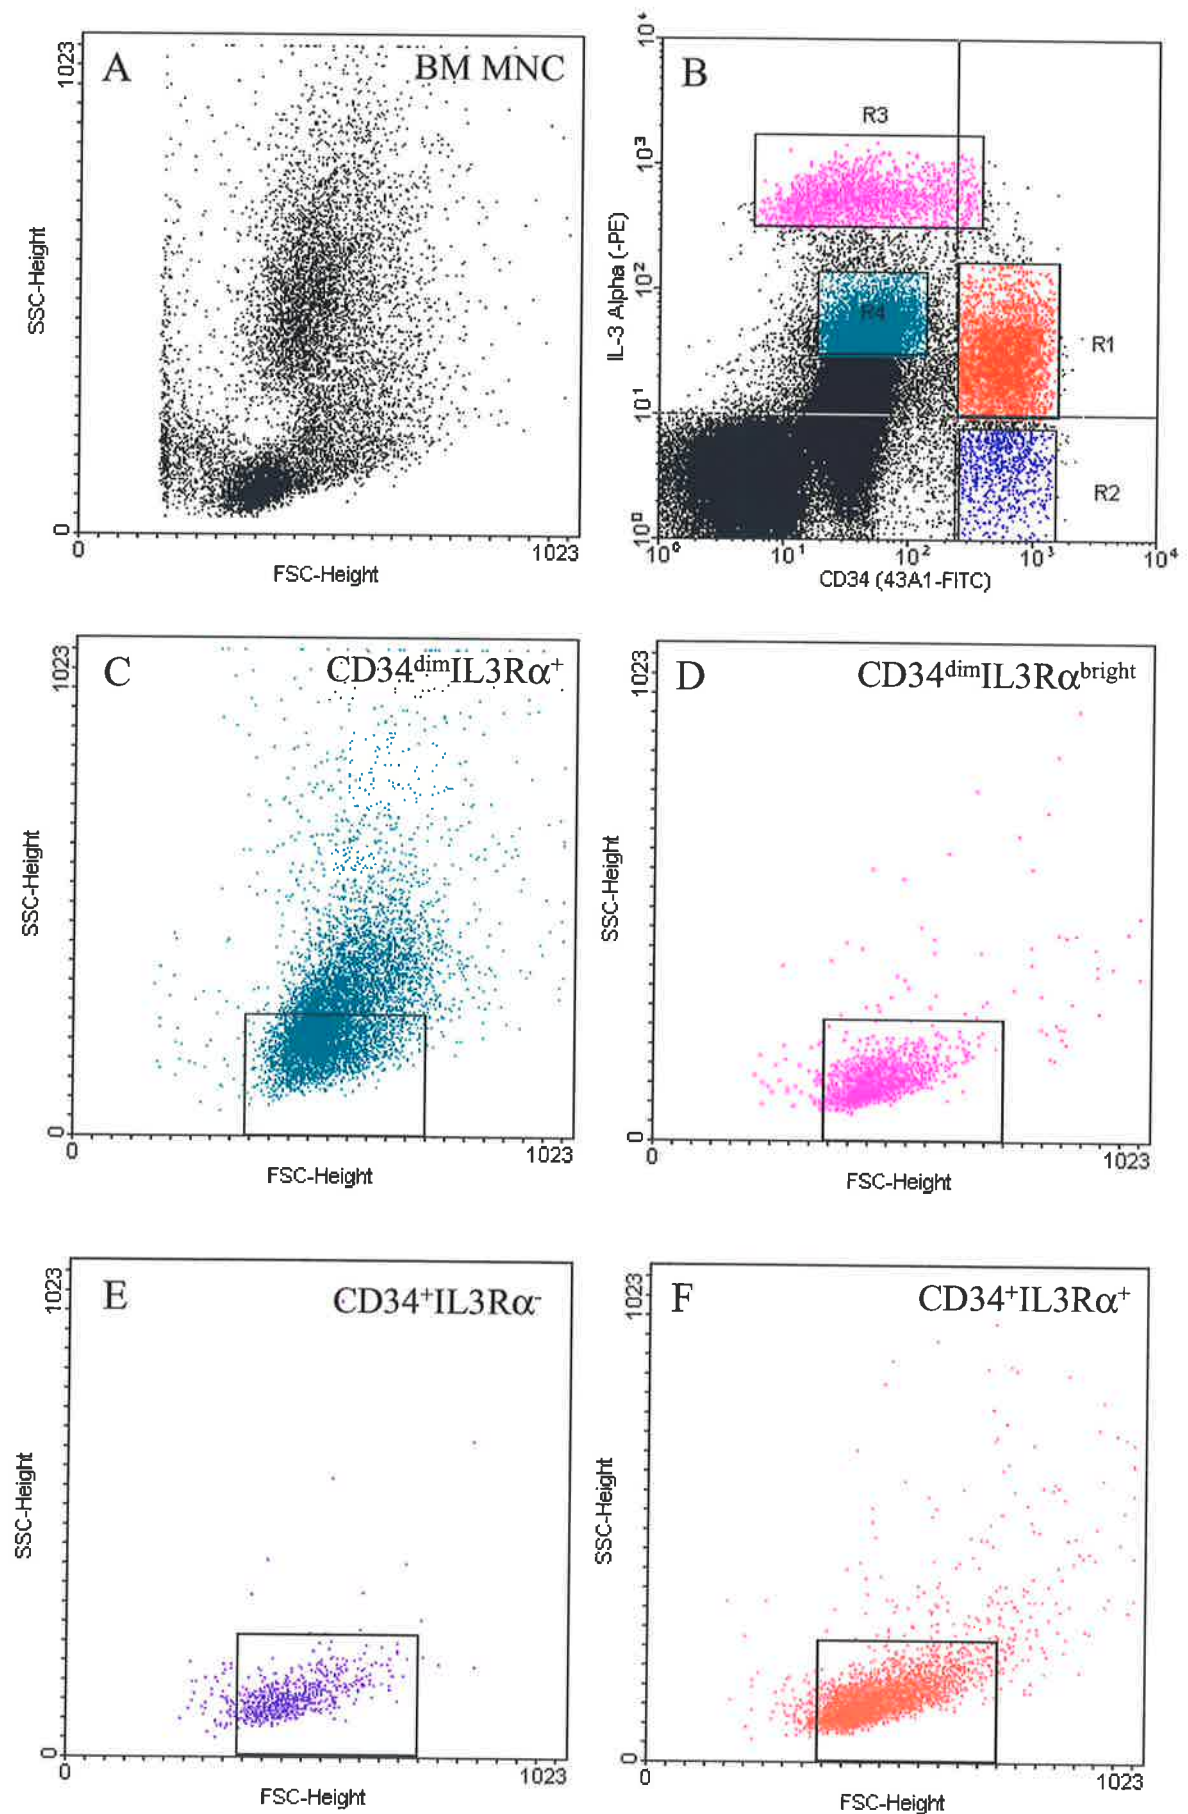 A
BM MNC
1023
SSC-Height
0
0
1023
FSC-Height
B
R3
R4
R1
R2
10⁴
10³
10²
10¹
10⁰
IL-3 Alpha (-PE)
10⁰ 10¹ 10² 10³ 10⁴
CD34 (43A1-FITC)
C
CD34ᵈⁱᵐIL3Rα⁺
1023
SSC-Height
0
0
1023
FSC-Height
D
CD34ᵈⁱᵐIL3Rαᵇʳⁱᵍʰᵗ
1023
SSC-Height
0
0
1023
FSC-Height
E
CD34⁺IL3Rα⁻
1023
SSC-Height
0
0
1023
FSC-Height
F
CD34⁺IL3Rα⁺
1023
SSC-Height
0
0
1023
FSC-Height